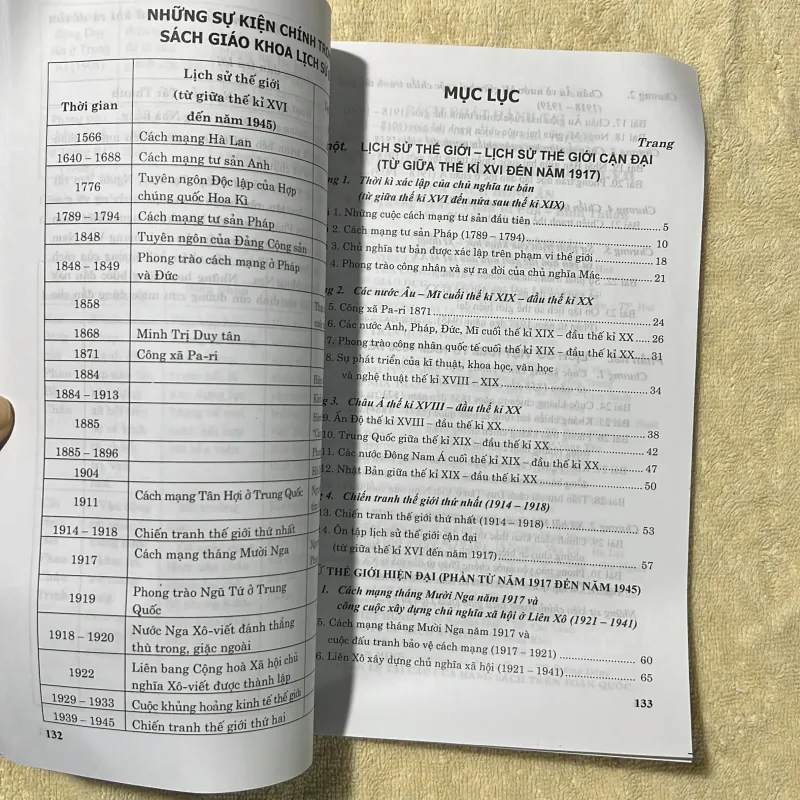 NHỮNG SỰ KIỆN CHÍNH
SÁCH GIÁO KHOA LỊCH
Thời gian
Lịch sử thế giới
(từ giữa thế kỉ XVI
đến năm 1945)
1566 Cách mạng Hà Lan
1640 – 1688 Cách mạng tư sản Anh
1776 Tuyên ngôn Độc lập của Hợp
chúng quốc Hoa Kì
1789 – 1794 Cách mạng tư sản Pháp
1848 Tuyên ngôn của Đảng Cộng sản
1848 – 1849 Phong trào cách mạng ở Pháp
và Đức
1858
1868 Minh Trị Duy tân
1871 Công xã Pa-ri
1884
1884 – 1913
1885
1885 – 1896
1904
1911 Cách mạng Tân Hợi ở Trung Quốc
1914 – 1918 Chiến tranh thế giới thứ nhất
1917 Cách mạng tháng Mười Nga
1919 Phong trào Ngũ Tứ ở Trung
Quốc
1918 – 1920 Nước Nga Xô-viết đánh thắng
thù trong, giặc ngoài
1922 Liên bang Cộng hoà Xã hội chủ
nghĩa Xô-viết được thành lập
1929 – 1933 Cuộc khủng hoảng kinh tế thế giới
1939 – 1945 Chiến tranh thế giới thứ hai
132
MỤC LỤC
Trang
một. LỊCH SỬ THẾ GIỚI – LỊCH SỬ THẾ GIỚI CẬN ĐẠI
(TỪ GIỮA THẾ KỈ XVI ĐẾN NĂM 1917)
1. Thời kì xác lập của chủ nghĩa tư bản
(từ giữa thế kỉ XVI đến nửa sau thế kỉ XIX)
1. Những cuộc cách mạng tư sản đầu tiên 5
2. Cách mạng tư sản Pháp (1789 – 1794) 10
3. Chủ nghĩa tư bản được xác lập trên phạm vi thế giới 18
4. Phong trào công nhân và sự ra đời của chủ nghĩa Mác 21
2. Các nước Âu – Mĩ cuối thế kỉ XIX – đầu thế kỉ XX
5. Công xã Pa-ri 1871 24
6. Các nước Anh, Pháp, Đức, Mĩ cuối thế kỉ XIX – đầu thế kỉ XX 26
7. Phong trào công nhân quốc tế cuối thế kỉ XIX – đầu thế kỉ XX 31
8. Sự phát triển của kĩ thuật, khoa học, văn học
và nghệ thuật thế kỉ XVIII – XIX 34
3. Châu Á thế kỉ XVIII – đầu thế kỉ XX
9. Ấn Độ thế kỉ XVIII – đầu thế kỉ XX 38
10. Trung Quốc giữa thế kỉ XIX – đầu thế kỉ XX 42
11. Các nước Đông Nam Á cuối thế kỉ XIX – đầu thế kỉ XX 47
12. Nhật Bản giữa thế kỉ XIX – đầu thế kỉ XX 50
4. Chiến tranh thế giới thứ nhất (1914 – 1918)
13. Chiến tranh thế giới thứ nhất (1914 – 1918) 53
14. Ôn tập lịch sử thế giới cận đại
(từ giữa thế kỉ XVI đến năm 1917) 57
THẾ GIỚI HIỆN ĐẠI (PHẦN TỪ NĂM 1917 ĐẾN NĂM 1945)
1. Cách mạng tháng Mười Nga năm 1917 và
công cuộc xây dựng chủ nghĩa xã hội ở Liên Xô (1921 – 1941)
5. Cách mạng tháng Mười Nga năm 1917 và
cuộc đấu tranh bảo vệ cách mạng (1917 – 1921) 60
6. Liên Xô xây dựng chủ nghĩa xã hội (1921 – 1941) 65
133